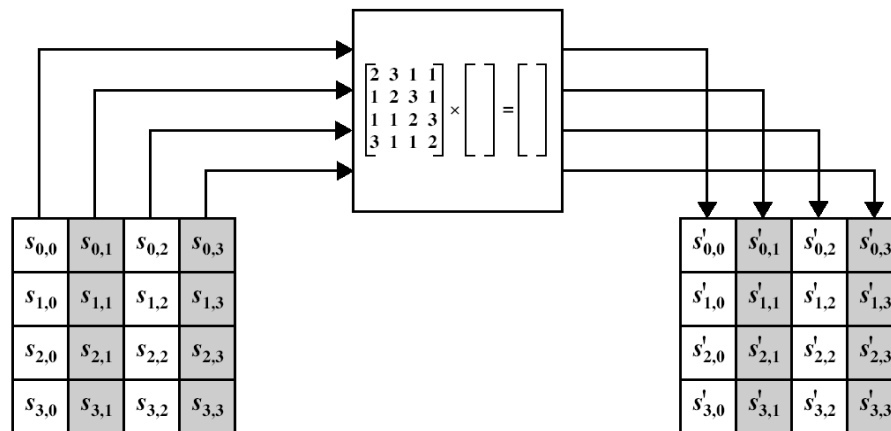 2 3 1 1
1 2 3 1
1 1 2 3
3 1 1 2
× =
s0,0 s0,1 s0,2 s0,3
s1,0 s1,1 s1,2 s1,3
s2,0 s2,1 s2,2 s2,3
s3,0 s3,1 s3,2 s3,3
s'0,0 s'0,1 s'0,2 s'0,3
s'1,0 s'1,1 s'1,2 s'1,3
s'2,0 s'2,1 s'2,2 s'2,3
s'3,0 s'3,1 s'3,2 s'3,3